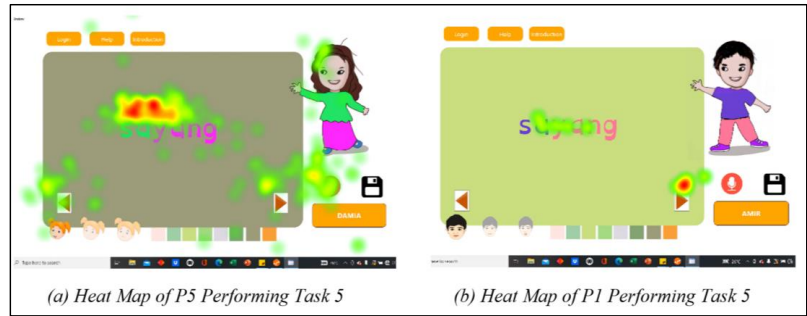 Login Help Introduction
sayang
DAMIA
Type here to search
(a) Heat Map of P5 Performing Task 5
Login Help Introduction
sayang
AMIR
(b) Heat Map of P1 Performing Task 5